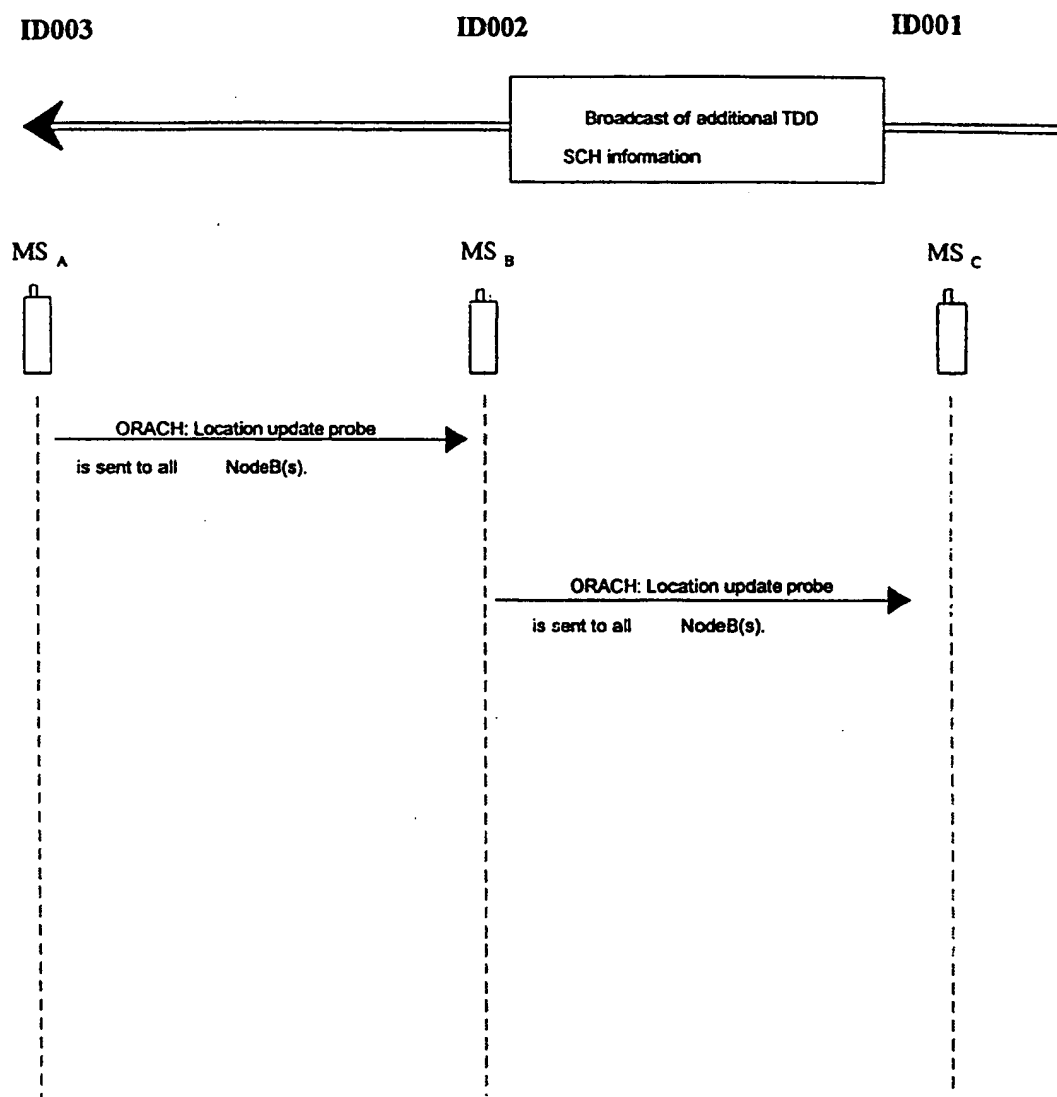 ID003 ID002 ID001
Broadcast of additional TDD
SCH information
MS A MS B MS C
ORACH: Location update probe
is sent to all NodeB(s).
ORACH: Location update probe
is sent to all NodeB(s).